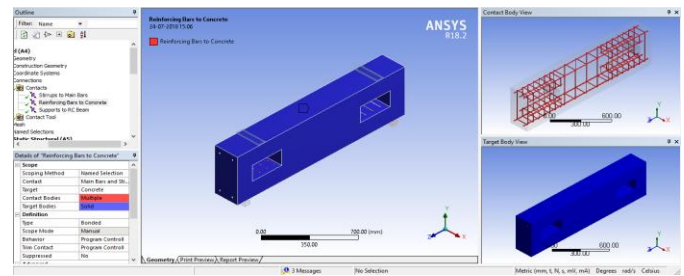 Outline
Filter: Name
(A4)
Geometry
Construction Geometry
Coordinate Systems
Connections
Contacts
Stirrups to Main Bars
Reinforcing Bars to Concrete
Supports to RC Beam
Contact Tool
Mesh
Named Selections
Static Structural (A5)
Details of "Reinforcing Bars to Concrete"
Scope
Scoping Method Named Selection
Contact Main Bars and Sti...
Target Concrete
Contact Bodies Multiple
Target Bodies Solid
Definition
Type Bonded
Scope Mode Manual
Behavior Program Controll
Trim Contact Program Controll
Suppressed No
Reinforcing Bars to Concrete
24-07-2018 15:06
Reinforcing Bars to Concrete
ANSYS
R18.2
0.00 700.00 (mm)
350.00
Geometry Print Preview Report Preview
Contact Body View
0.00 600.00
300.00
Y
X
Z
Target Body View
0.00 600.00
300.00
3 Messages No Selection Metric (mm, t, N, s, mV, mA) Degrees rad/s Celsius